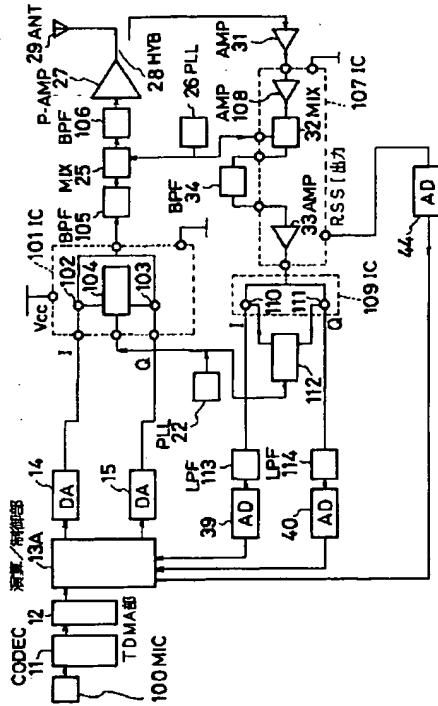 29 ANT
P-AMP
27
28 HYB
BPF
106
26 PLL
MIX
25
BPF
105
101 IC
Vcc
102
104
103
I
Q
14
DA
15
DA
PLL
22
演算/制御部
13A
12
CODEC
11
TDMA部
100 MIC
AMP
31
AMP
108
107 IC
32 MIX
BPF
34
33 AMP
RSSI出力
AD
44
109 IC
I
110
111
Q
112
LPF
113
LPF
114
39
AD
40
AD